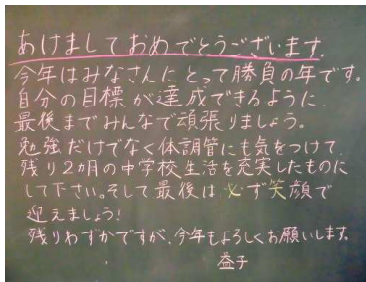 あけましておめでとうございます.
今年はみなさんにとって勝負の年です。
自分の目標が達成できるように
最後までみんなで頑張りましょう。
勉強だけでなく体調管にも気をつけて
残り2カ月の中学校生活を充実したものに
して下さい。そして最後は必ず笑顔で
迎えましょう!
残りわずかですが、今年もよろしくお願いします。
益子